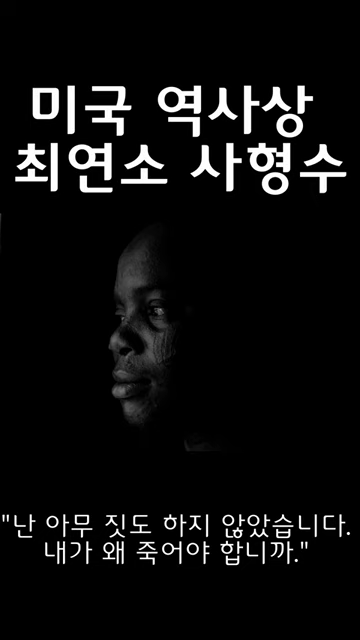 미국 역사상
최연소 사형수
"난 아무 짓도 하지 않았습니다.
내가 왜 죽어야 합니까."